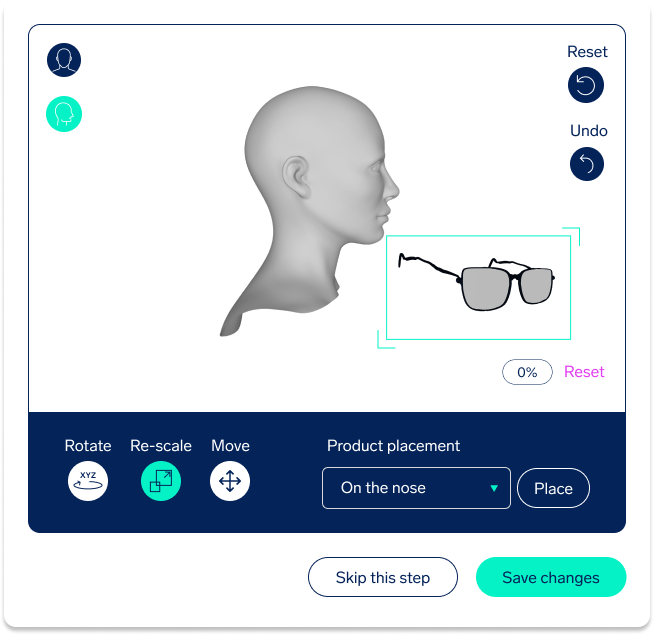 Reset
Undo
0%
Reset
Rotate
Re-scale
Move
XYZ
Product placement
On the nose
Place
Skip this step
Save changes